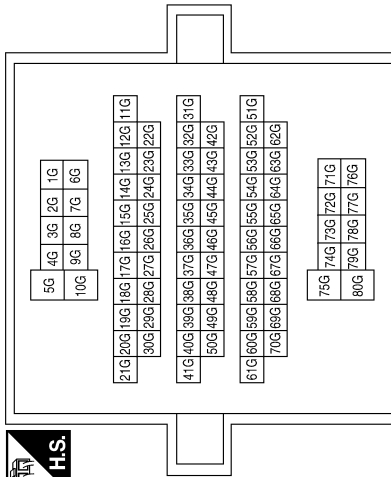 5G 4G 3G 2G 1G
10G 9G 8G 7G 6G
21G 20G 19G 18G 17G 16G 15G 14G 13G 12G 11G
30G 29G 28G 27G 26G 25G 24G 23G 22G
41G 40G 39G 38G 37G 36G 35G 34G 33G 32G 31G
50G 49G 48G 47G 46G 45G 44G 43G 42G
61G 60G 59G 58G 57G 56G 55G 54G 53G 52G 51G
70G 69G 68G 67G 66G 65G 64G 63G 62G
75G 74G 73G 72G 71G
80G 79G 78G 77G 76G
H.S.